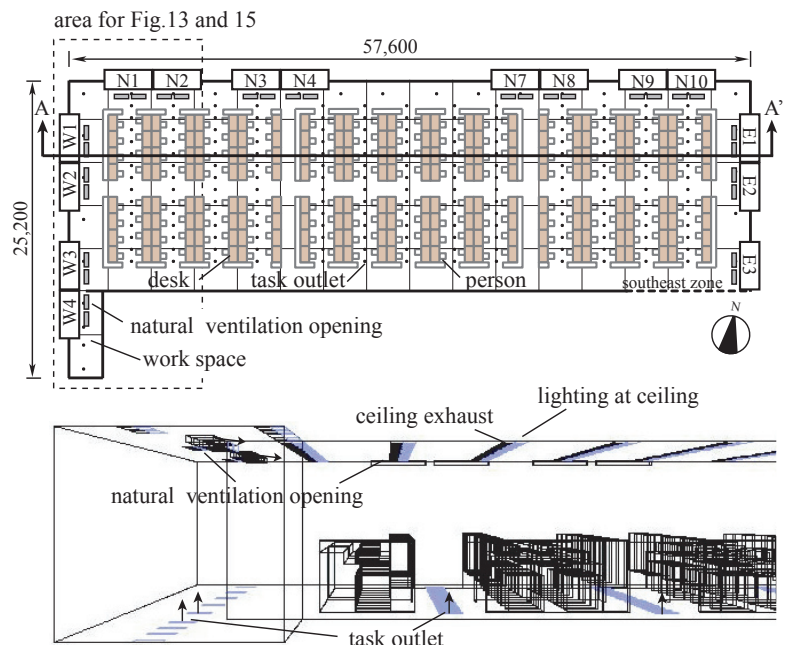 area for Fig.13 and 15
57,600
N1 N2 N3 N4 N7 N8 N9 N10
A A'
W1 E1
W2 E2
25,200
W3 E3
desk task outlet person southeast zone
W4
natural ventilation opening
N
work space
lighting at ceiling
ceiling exhaust
natural ventilation opening
task outlet